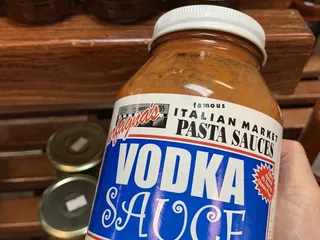 famous
ITALIAN MARKET
PASTA SAUCES
VODKA
SAUCE